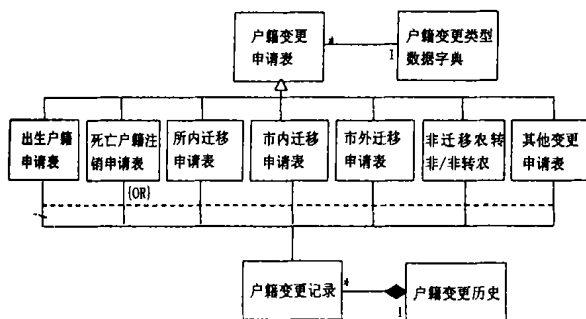 户籍变更
申请表
*
1
户籍变更类型
数据字典
出生户籍
申请表
死亡户籍注
销申请表
所内迁移
申请表
市内迁移
申请表
市外迁移
申请表
非迁移农转
非/非转农
其他变更
申请表
{OR}
户籍变更记录
*
1
户籍变更历史